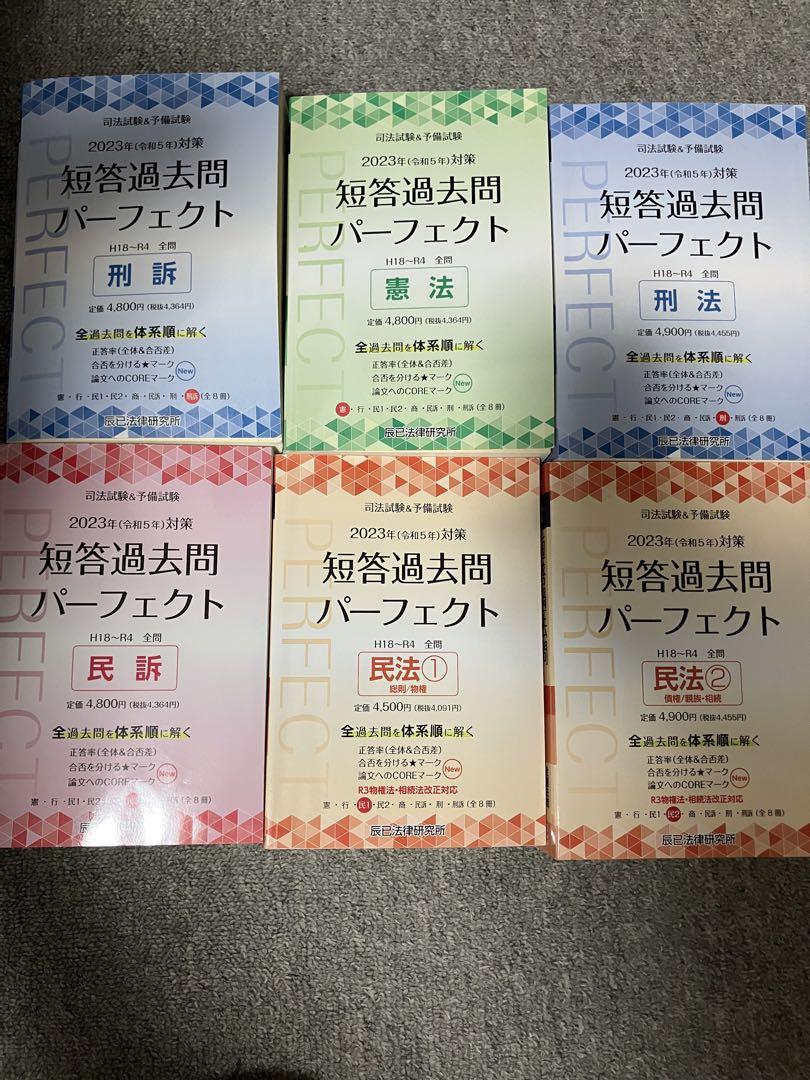 PERFECT
司法試験&予備試験
2023年(令和5年)対策
短答過去問
パーフェクト
H18～R4 全問
刑訴
定価 4,800円(税抜4,364円)
全過去問を体系順に解く
正答率(全体&合否差)
合否を分ける★マーク
論文へのCOREマーク
New
憲・行・民1・民2・商・民訴・刑・刑訴(全8冊)
辰已法律研究所
PERFECT
司法試験&予備試験
2023年(令和5年)対策
短答過去問
パーフェクト
H18～R4 全問
憲法
定価 4,800円(税抜4,364円)
全過去問を体系順に解く
正答率(全体&合否差)
合否を分ける★マーク
論文へのCOREマーク
New
憲・行・民1・民2・商・民訴・刑・刑訴(全8冊)
辰已法律研究所
PERFECT
司法試験&予備試験
2023年(令和5年)対策
短答過去問
パーフェクト
H18～R4 全問
刑法
定価 4,900円(税抜4,455円)
全過去問を体系順に解く
正答率(全体&合否差)
合否を分ける★マーク
論文へのCOREマーク
New
憲・行・民1・民2・商・民訴・刑・刑訴(全8冊)
辰已法律研究所
PERFECT
司法試験&予備試験
2023年(令和5年)対策
短答過去問
パーフェクト
H18～R4 全問
民訴
定価 4,800円(税抜4,364円)
全過去問を体系順に解く
正答率(全体&合否差)
合否を分ける★マーク
論文へのCOREマーク
New
憲・行・民1・民2・刑・刑訴(全8冊)
PERFECT
司法試験&予備試験
2023年(令和5年)対策
短答過去問
パーフェクト
H18～R4 全問
民法①
総則/物権
定価 4,500円(税抜4,091円)
全過去問を体系順に解く
正答率(全体&合否差)
合否を分ける★マーク
論文へのCOREマーク
New
R3物権法・相続法改正対応
憲・行・民1・民2・商・民訴・刑・刑訴(全8冊)
辰已法律研究所
PERFECT
司法試験&予備試験
2023年(令和5年)対策
短答過去問
パーフェクト
H18～R4 全問
民法②
債権/親族・相続
定価 4,900円(税抜4,455円)
全過去問を体系順に解く
正答率(全体&合否差)
合否を分ける★マーク
論文へのCOREマーク
New
R3物権法・相続法改正対応
憲・行・民1・民2・商・民訴・刑・刑訴(全8冊)
辰已法律研究所